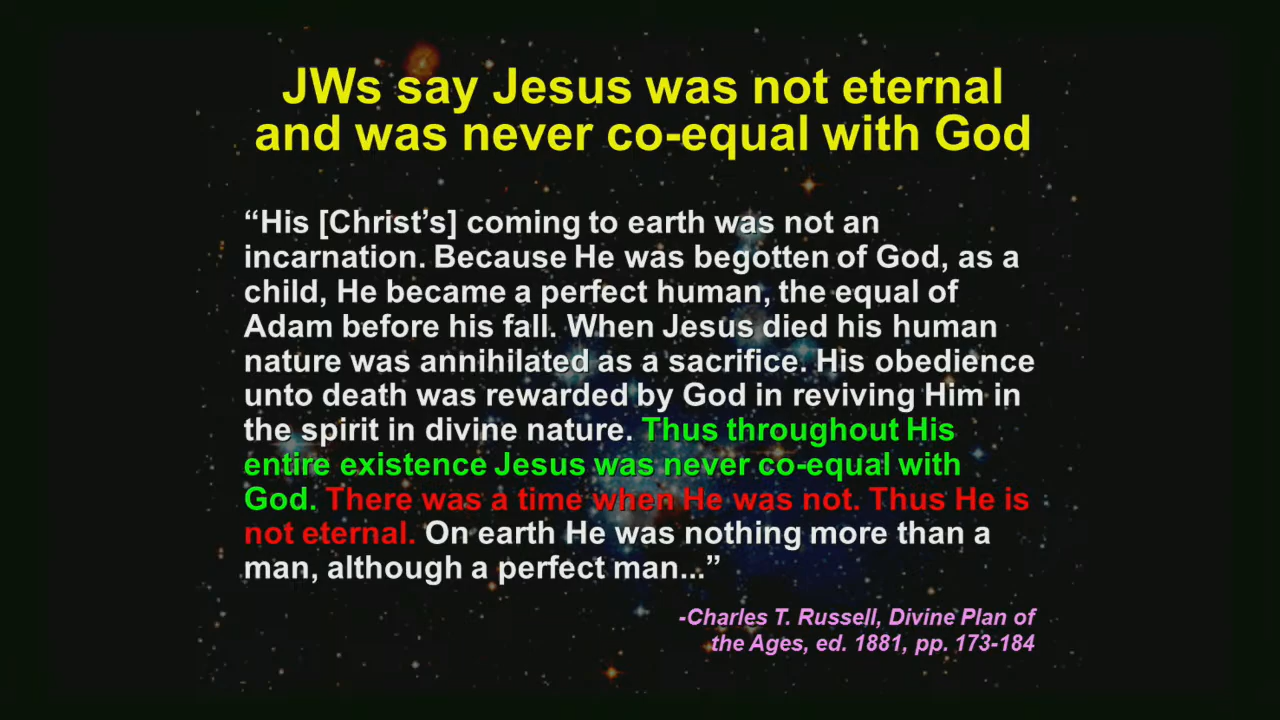 JWs say Jesus was not eternal
and was never co-equal with God
“His [Christ’s] coming to earth was not an
incarnation. Because He was begotten of God, as a
child, He became a perfect human, the equal of
Adam before his fall. When Jesus died his human
nature was annihilated as a sacrifice. His obedience
unto death was rewarded by God in reviving Him in
the spirit in divine nature. Thus throughout His
entire existence Jesus was never co-equal with
God. There was a time when He was not. Thus He is
not eternal. On earth He was nothing more than a
man, although a perfect man...”
-Charles T. Russell, Divine Plan of
the Ages, ed. 1881, pp. 173-184